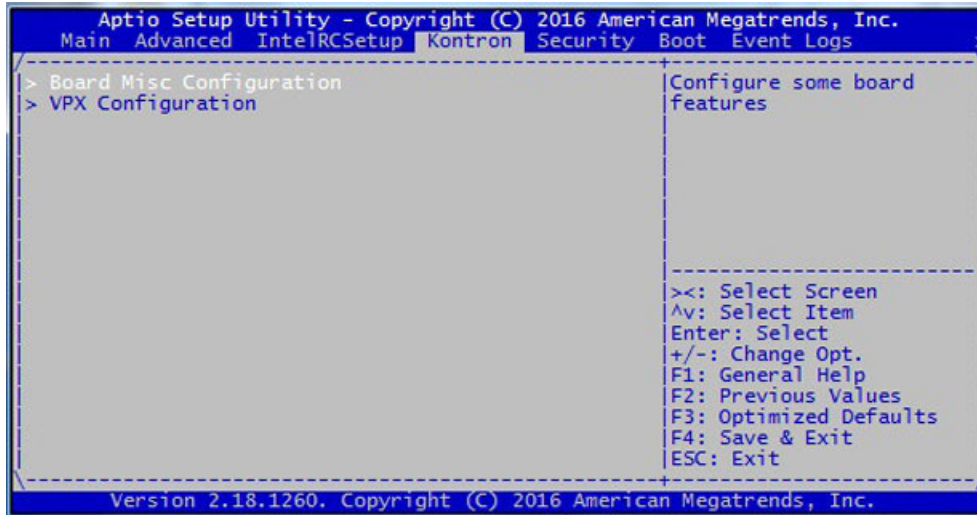 Aptio Setup Utility - Copyright (C) 2016 American Megatrends, Inc.
Main Advanced IntelRCSetup Kontron Security Boot Event Logs
> Board Misc Configuration
> VPX Configuration
Configure some board
features
><: Select Screen
^v: Select Item
Enter: Select
+/-: Change Opt.
F1: General Help
F2: Previous Values
F3: Optimized Defaults
F4: Save & Exit
ESC: Exit
Version 2.18.1260. Copyright (C) 2016 American Megatrends, Inc.